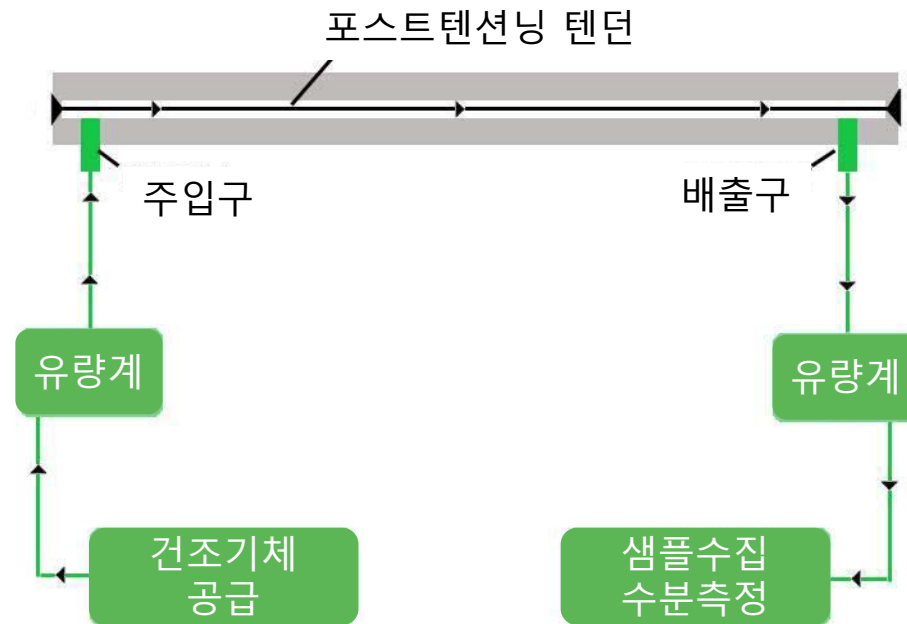 포스트텐셔닝 텐던
주입구
배출구
유량계
유량계
건조기체
공급
샘플수집
수분측정